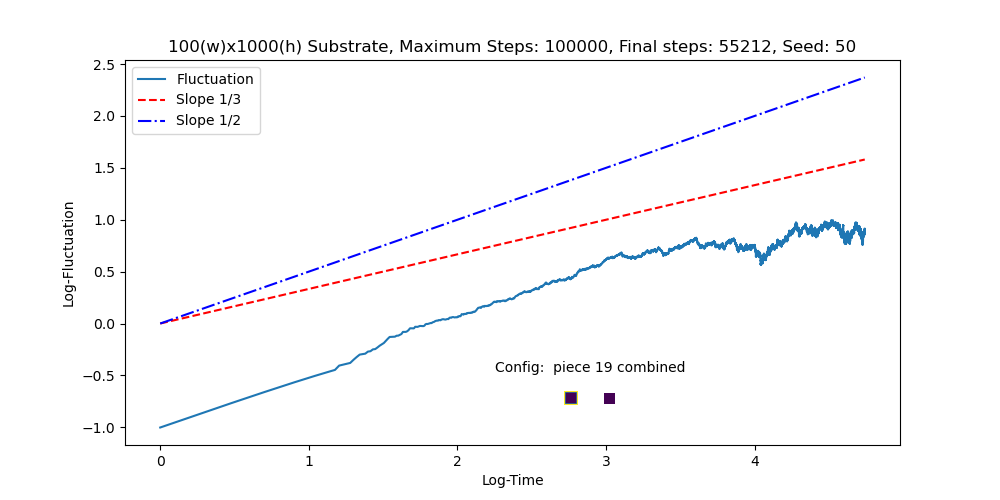 100(w)x1000(h) Substrate, Maximum Steps: 100000, Final steps: 55212, Seed: 50
Fluctuation
Slope 1/3
Slope 1/2
2.5
2.0
1.5
1.0
0.5
0.0
−0.5
−1.0
Log-Fluctuation
Config:  piece 19 combined
0 1 2 3 4
Log-Time